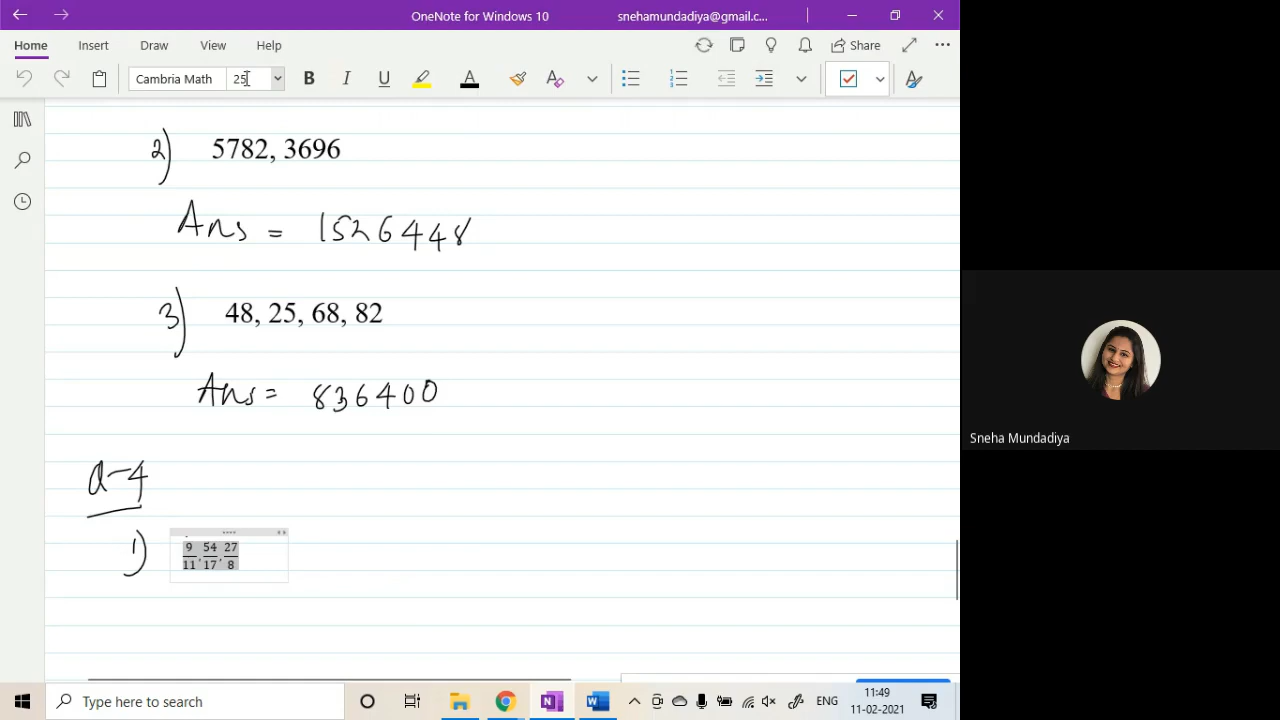 OneNote for Windows 10
snehamundadiya@gmail.c...
Home Insert Draw View Help
Share
Cambria Math 25
B I U A
2) 5782, 3696
Ans = 1526448
3) 48, 25, 68, 82
Ans = 836400
Q-4
1) 9/11, 54/17, 27/8
Sneha Mundadiya
Type here to search
ENG
11:49
11-02-2021